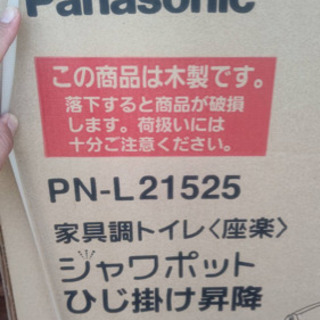 Panasonic
この商品は木製です。
落下すると商品が破損
します。荷扱いには
十分ご注意ください。
PN-L21525
家具調トイレ〈座楽〉
シャワポット
ひじ掛け昇降